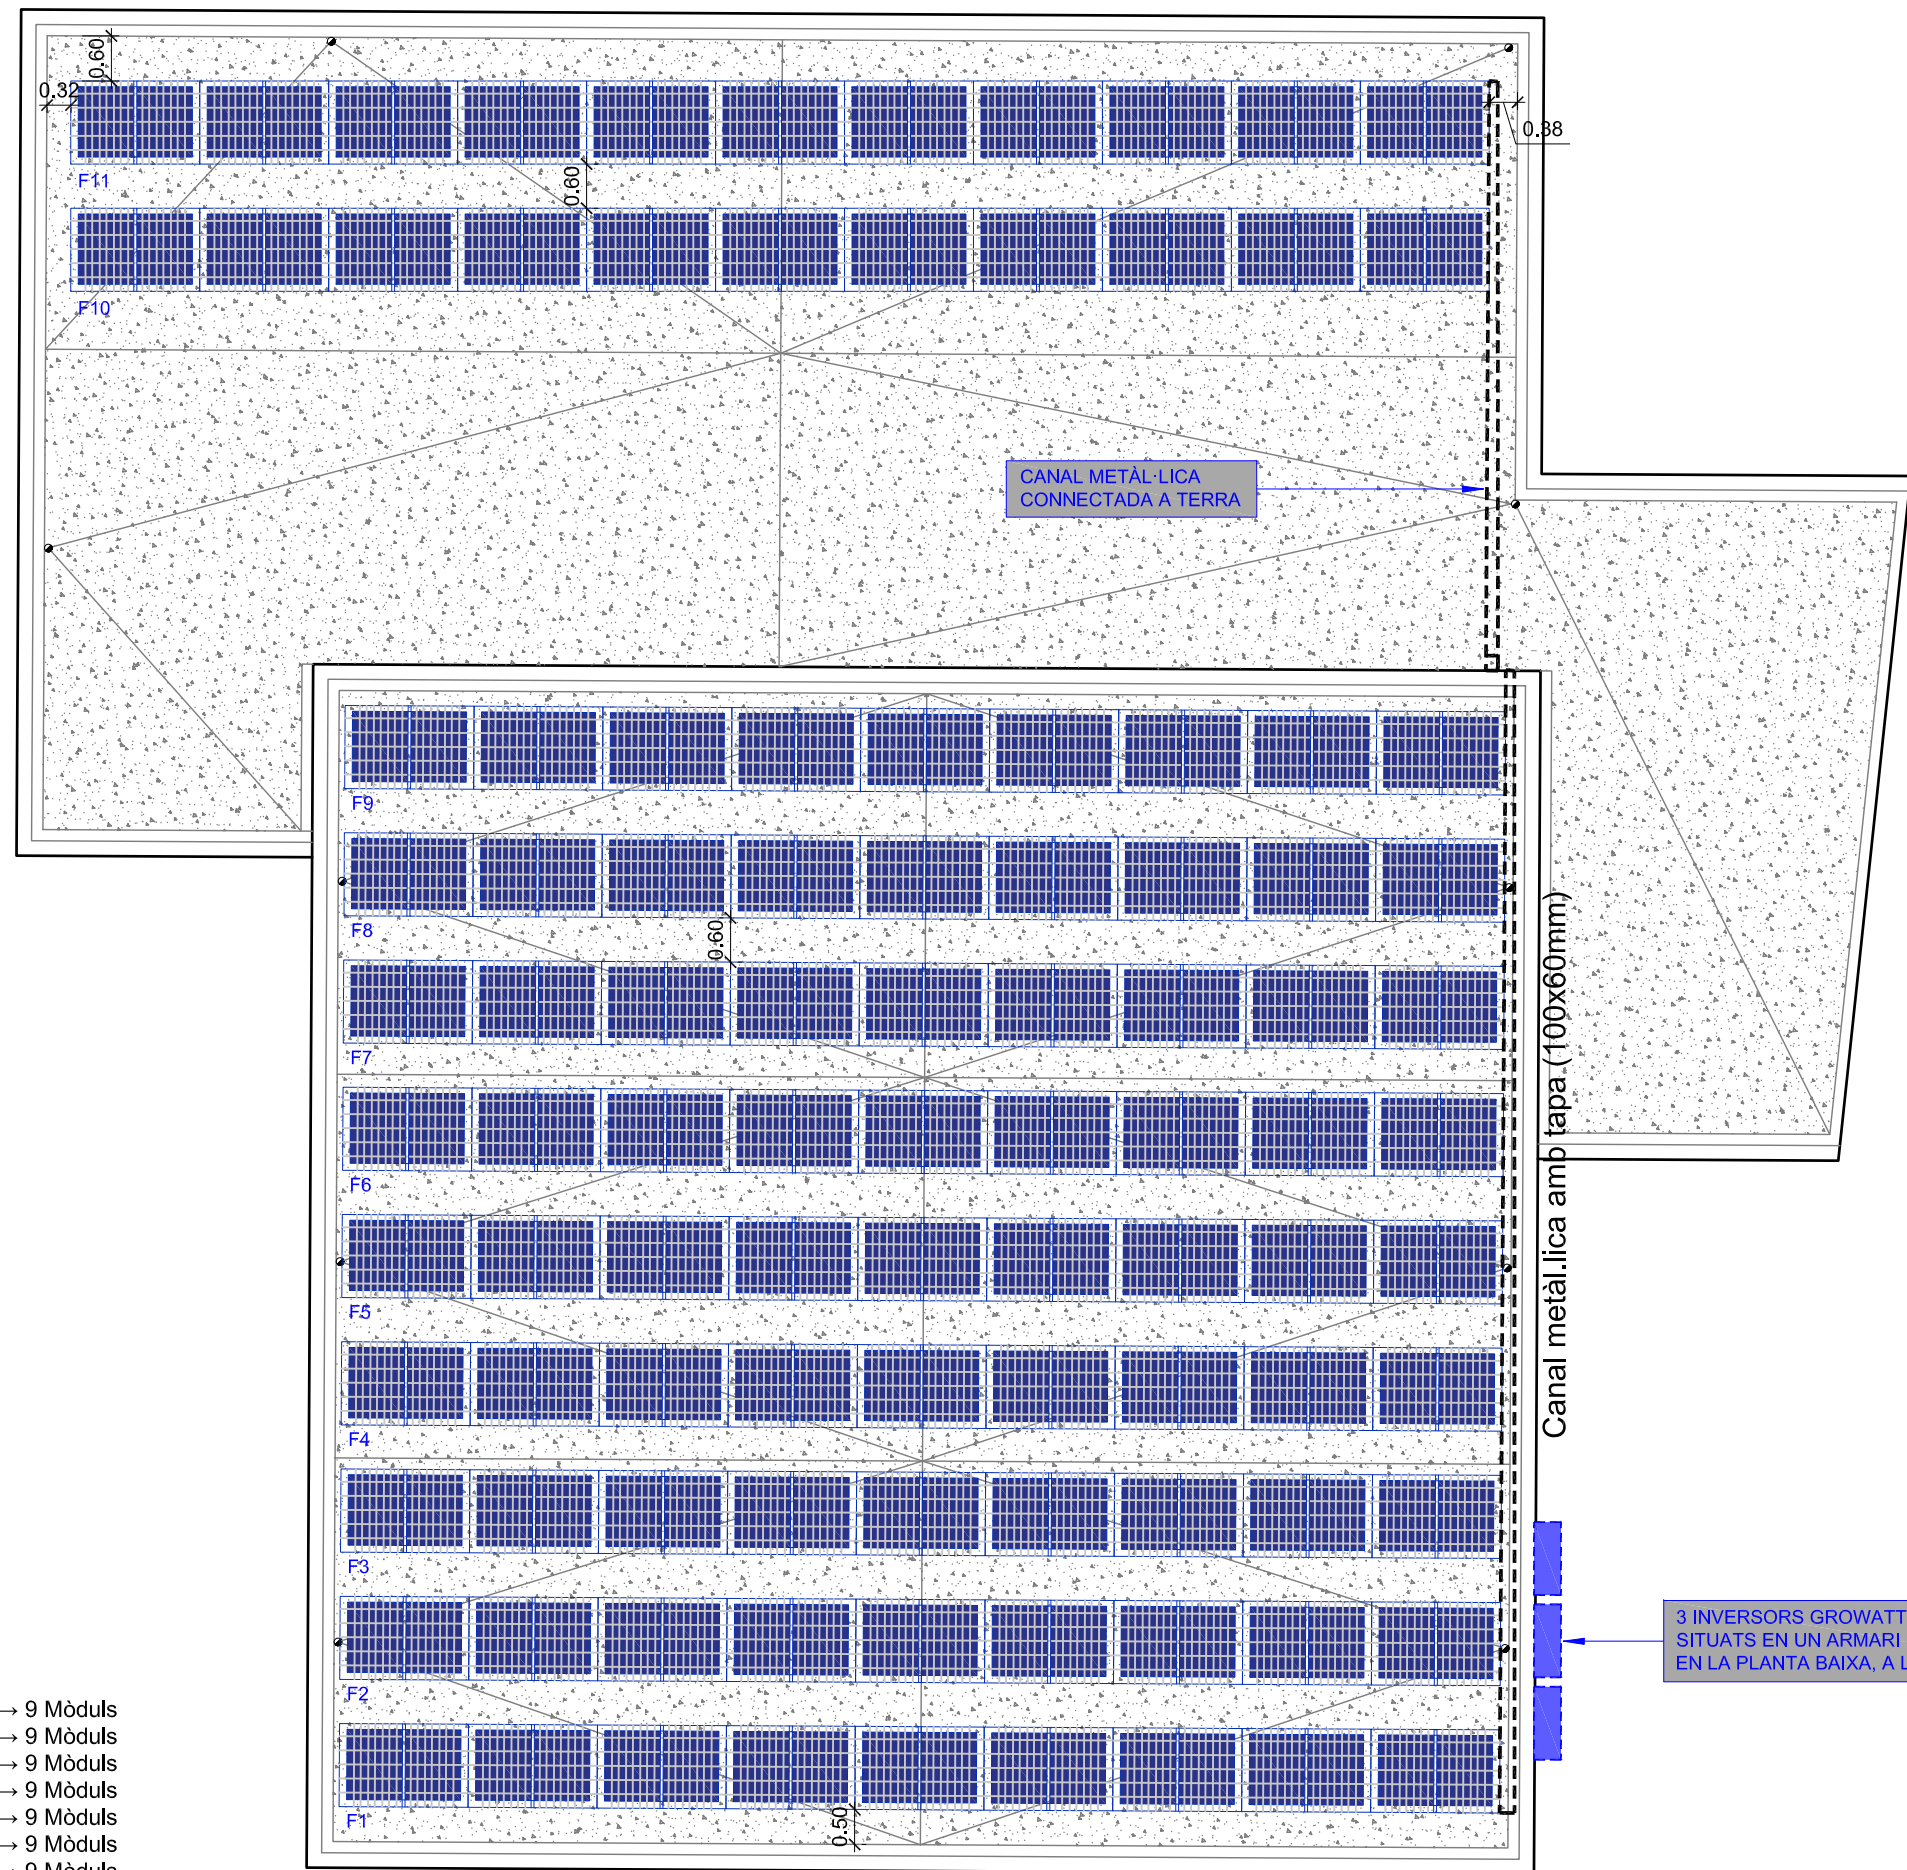 0.60
0.32
0.38
F11
0.60
F10
CANAL METÀL·LICA
CONNECTADA A TERRA
F9
F8
0.60
F7
Canal metàl.lica amb tapa (100x60mm)
F6
F5
F4
F3
3 INVERSORS GROWATT
SITUATS EN UN ARMARI
EN LA PLANTA BAIXA, A L
F2
→ 9 Mòduls
→ 9 Mòduls
→ 9 Mòduls
→ 9 Mòduls
→ 9 Mòduls
→ 9 Mòduls
→ 9 Mòduls
F1
0.50